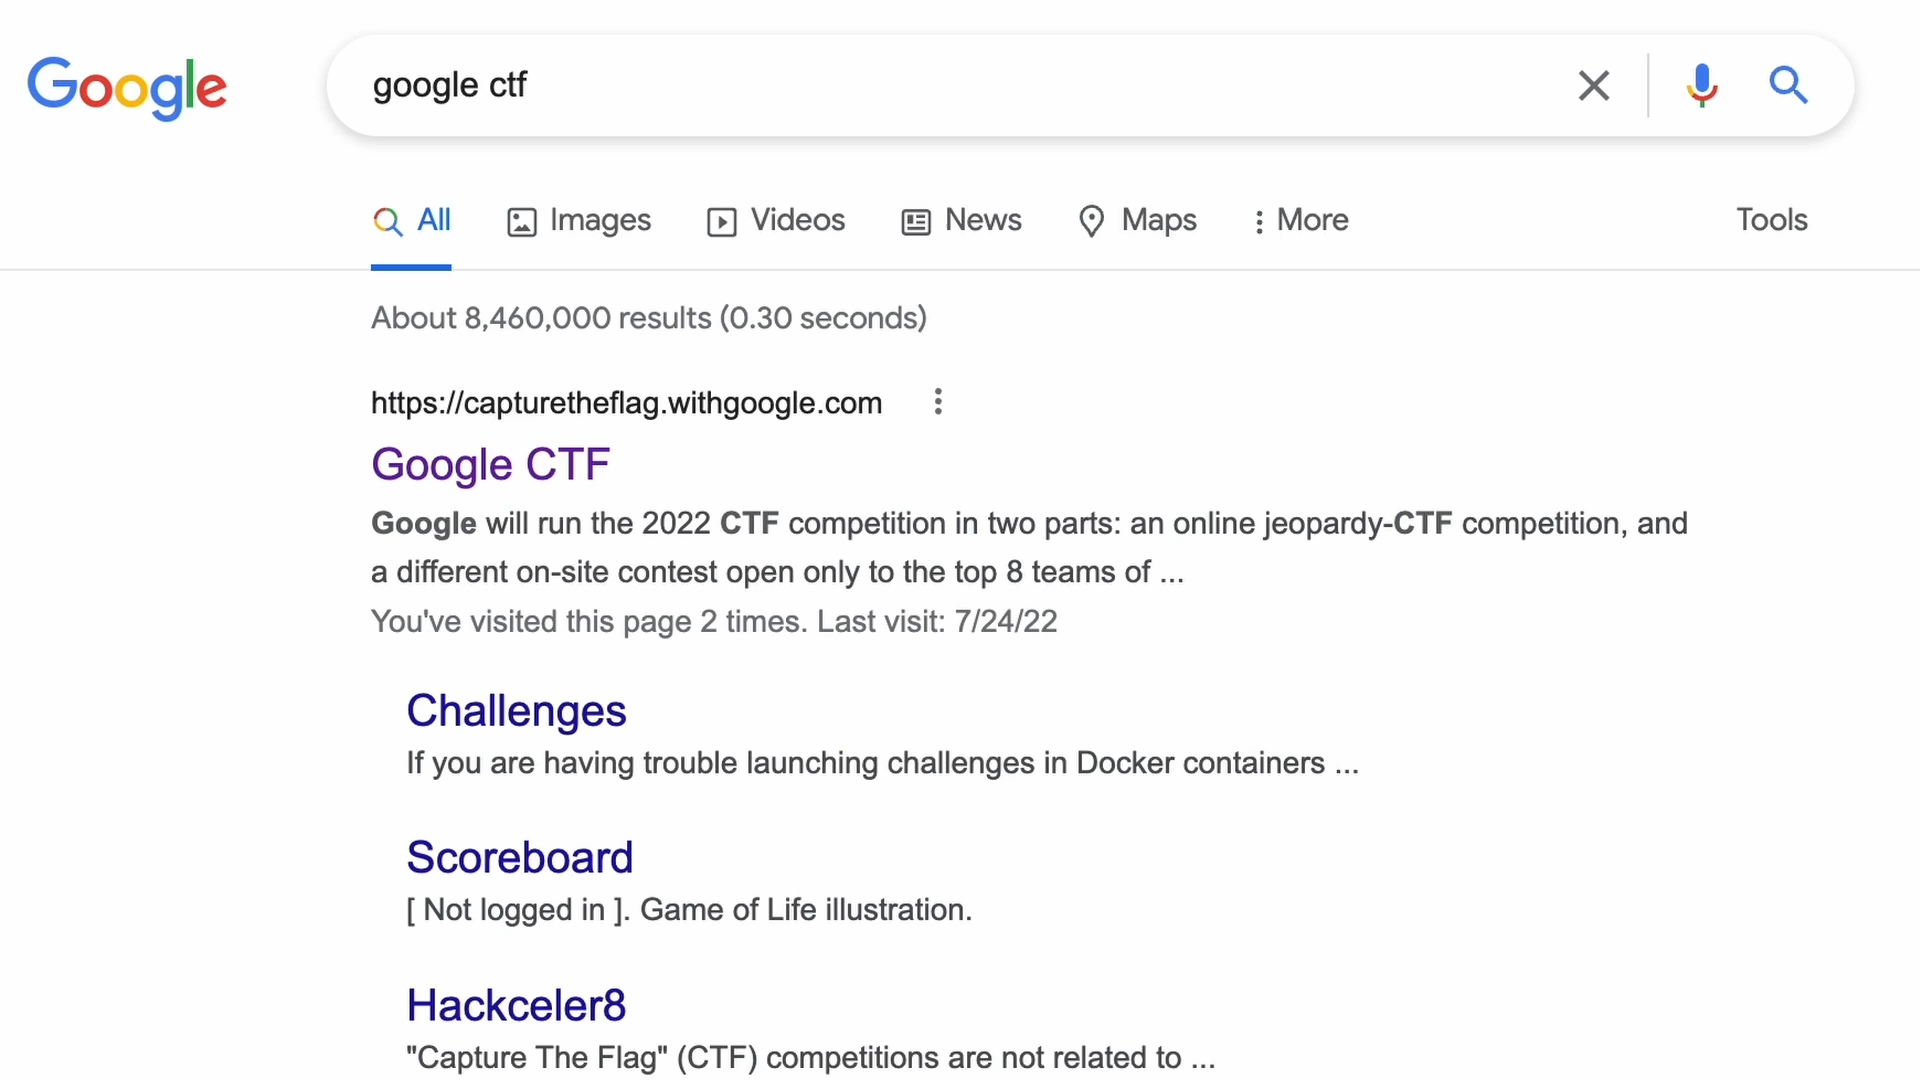 Google
google ctf
All Images Videos News Maps More Tools
About 8,460,000 results (0.30 seconds)
https://capturetheflag.withgoogle.com
Google CTF
Google will run the 2022 CTF competition in two parts: an online jeopardy-CTF competition, and
a different on-site contest open only to the top 8 teams of ...
You've visited this page 2 times. Last visit: 7/24/22
Challenges
If you are having trouble launching challenges in Docker containers ...
Scoreboard
[ Not logged in ]. Game of Life illustration.
Hackceler8
"Capture The Flag" (CTF) competitions are not related to ...